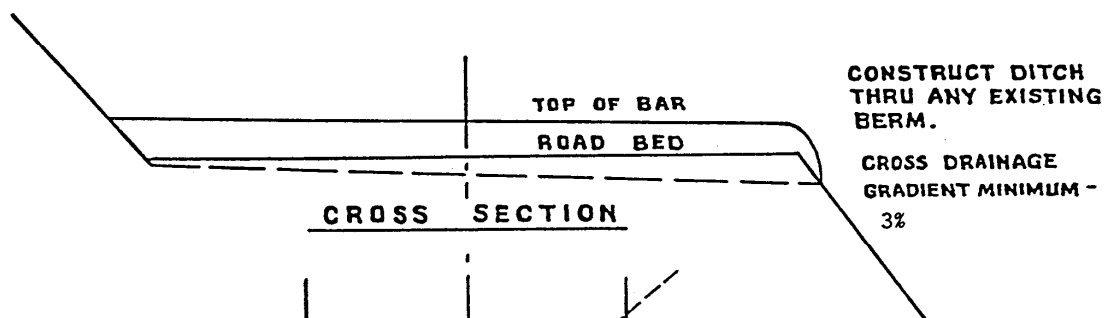 CONSTRUCT DITCH
THRU ANY EXISTING
BERM.
TOP OF BAR
ROAD BED
CROSS DRAINAGE
GRADIENT MINIMUM -
3%
CROSS SECTION